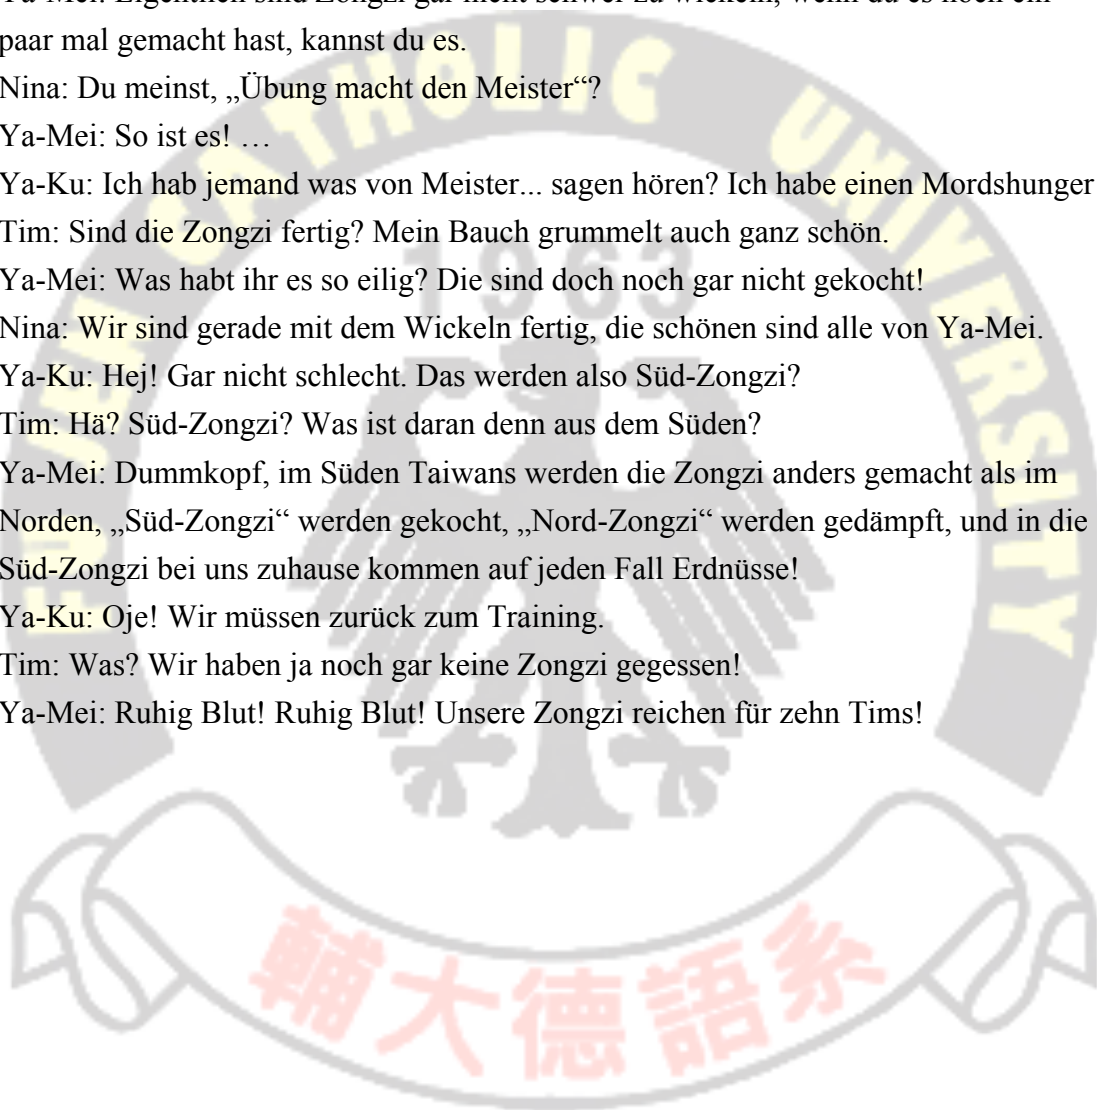 paar mal gemacht hast, kannst du es.
Nina: Du meinst, „Übung macht den Meister“?
Ya-Mei: So ist es! …
Ya-Ku: Ich hab jemand was von Meister... sagen hören? Ich habe einen Mordshunger
Tim: Sind die Zongzi fertig? Mein Bauch grummelt auch ganz schön.
Ya-Mei: Was habt ihr es so eilig? Die sind doch noch gar nicht gekocht!
Nina: Wir sind gerade mit dem Wickeln fertig, die schönen sind alle von Ya-Mei.
Ya-Ku: Hej! Gar nicht schlecht. Das werden also Süd-Zongzi?
Tim: Hä? Süd-Zongzi? Was ist daran denn aus dem Süden?
Ya-Mei: Dummkopf, im Süden Taiwans werden die Zongzi anders gemacht als im
Norden, „Süd-Zongzi“ werden gekocht, „Nord-Zongzi“ werden gedämpft, und in die
Süd-Zongzi bei uns zuhause kommen auf jeden Fall Erdnüsse!
Ya-Ku: Oje! Wir müssen zurück zum Training.
Tim: Was? Wir haben ja noch gar keine Zongzi gegessen!
Ya-Mei: Ruhig Blut! Ruhig Blut! Unsere Zongzi reichen für zehn Tims!
FU JEN CATHOLIC UNIVERSITY
1963
輔大德語系